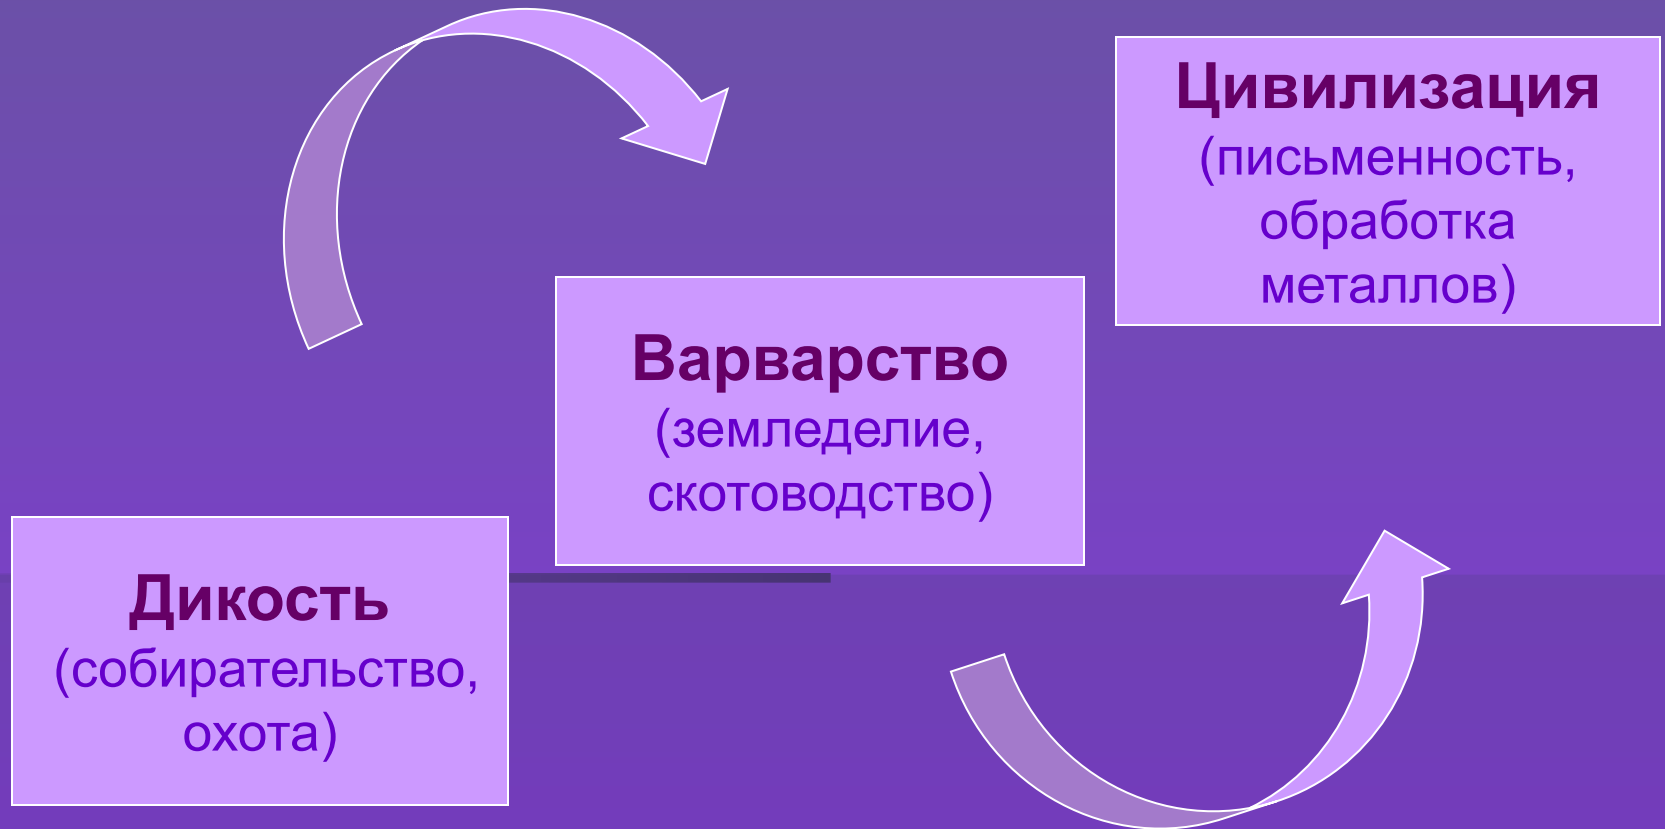 Цивилизация
(письменность,
обработка
металлов)
Варварство
(земледелие,
скотоводство)
Дикость
(собирательство,
охота)